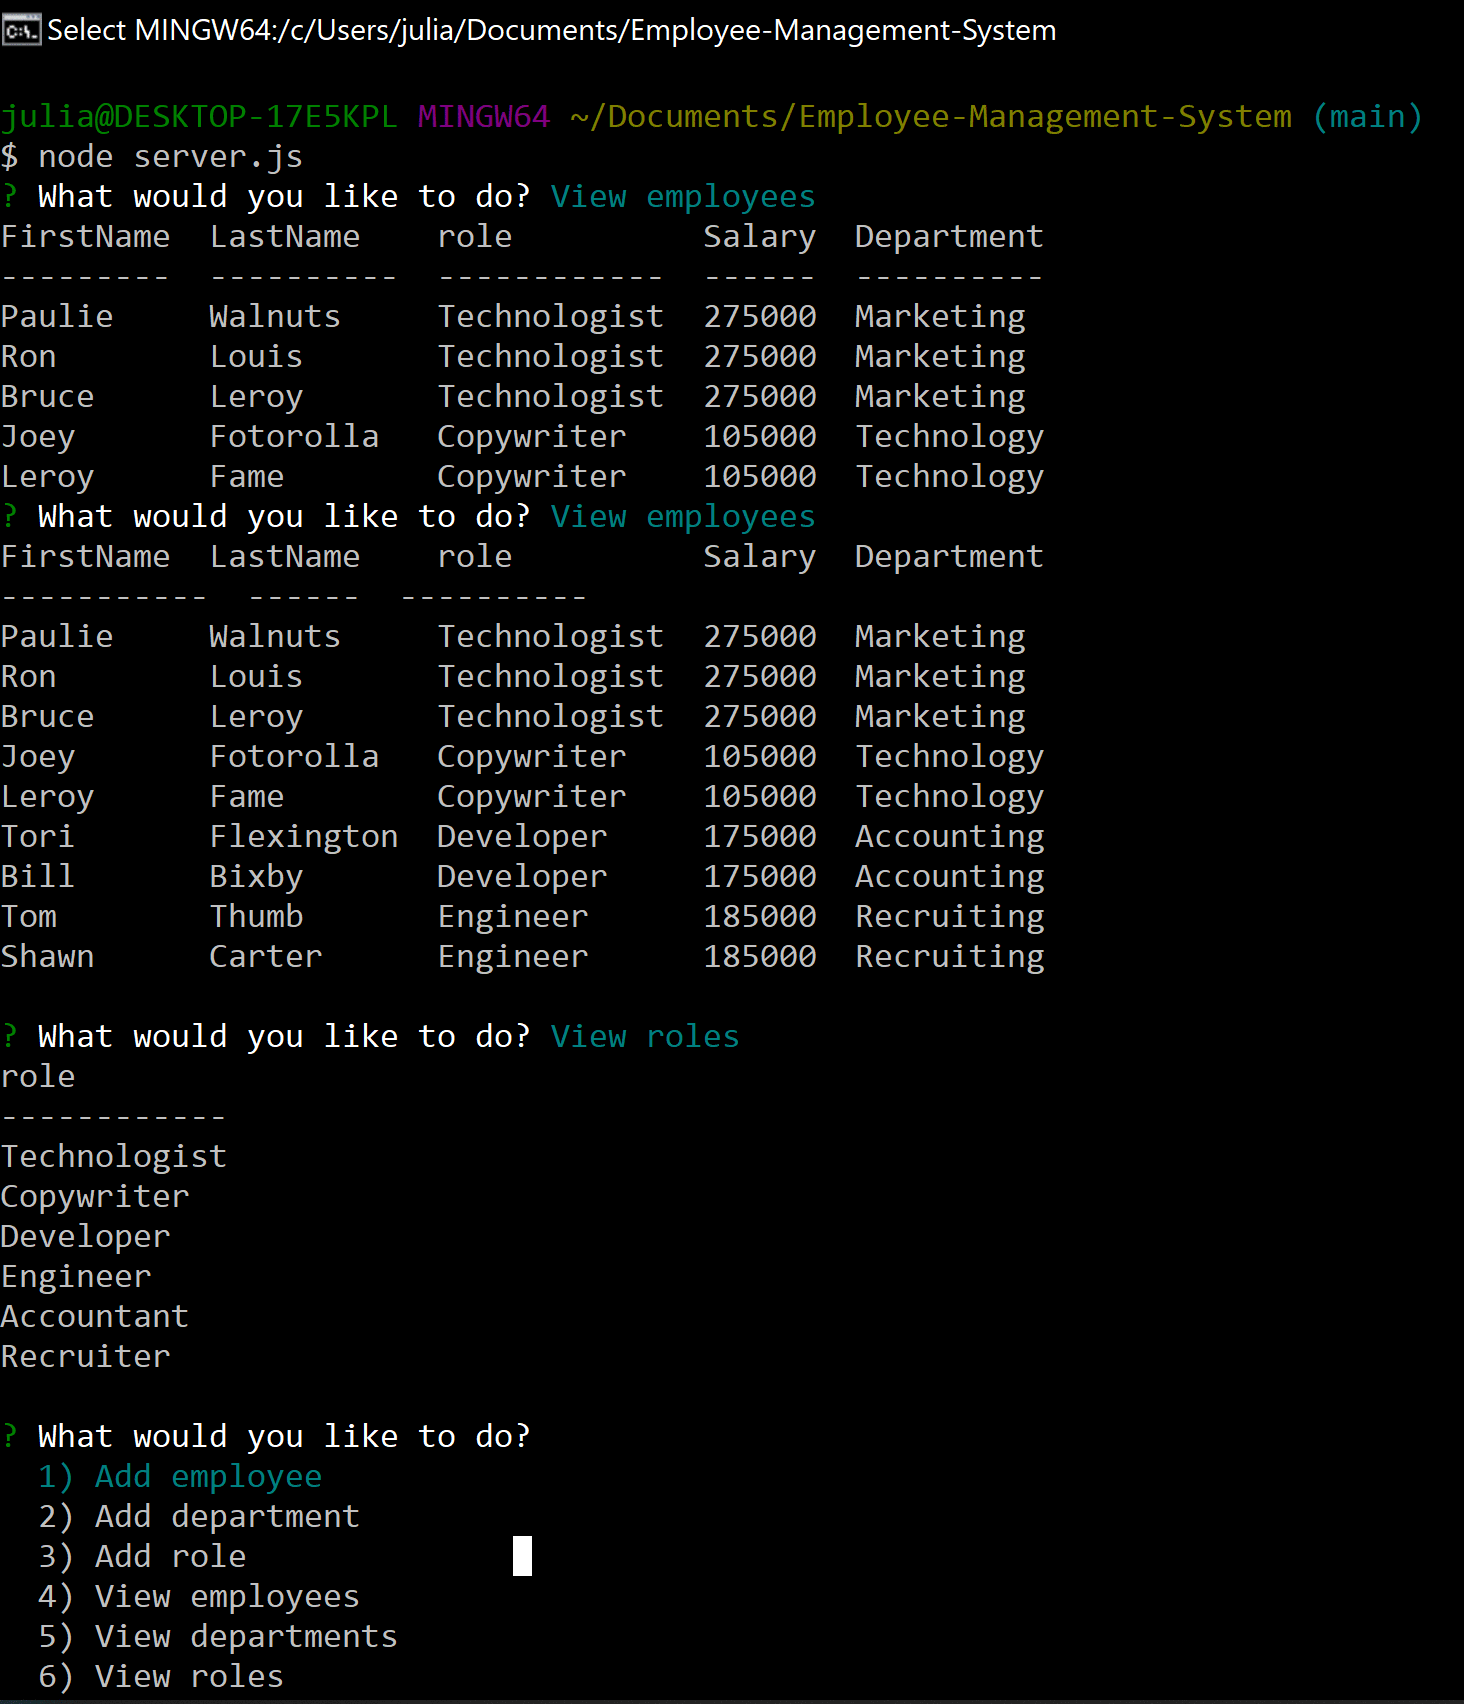 Select MINGW64:/c/Users/julia/Documents/Employee-Management-System
julia@DESKTOP-17E5KPL MINGW64 ~/Documents/Employee-Management-System (main)
$ node server.js
? What would you like to do? View employees
FirstName  LastName    role          Salary  Department
---------  ----------  ------------  ------  ----------
Paulie     Walnuts     Technologist  275000  Marketing
Ron        Louis       Technologist  275000  Marketing
Bruce      Leroy       Technologist  275000  Marketing
Joey       Fotorolla   Copywriter    105000  Technology
Leroy      Fame        Copywriter    105000  Technology
? What would you like to do? View employees
FirstName  LastName    role          Salary  Department
-----------  ------  ----------
Paulie     Walnuts     Technologist  275000  Marketing
Ron        Louis       Technologist  275000  Marketing
Bruce      Leroy       Technologist  275000  Marketing
Joey       Fotorolla   Copywriter    105000  Technology
Leroy      Fame        Copywriter    105000  Technology
Tori       Flexington  Developer     175000  Accounting
Bill       Bixby       Developer     175000  Accounting
Tom        Thumb       Engineer      185000  Recruiting
Shawn      Carter      Engineer      185000  Recruiting
? What would you like to do? View roles
role
------------
Technologist
Copywriter
Developer
Engineer
Accountant
Recruiter
? What would you like to do?
  1) Add employee
  2) Add department
  3) Add role
  4) View employees
  5) View departments
  6) View roles